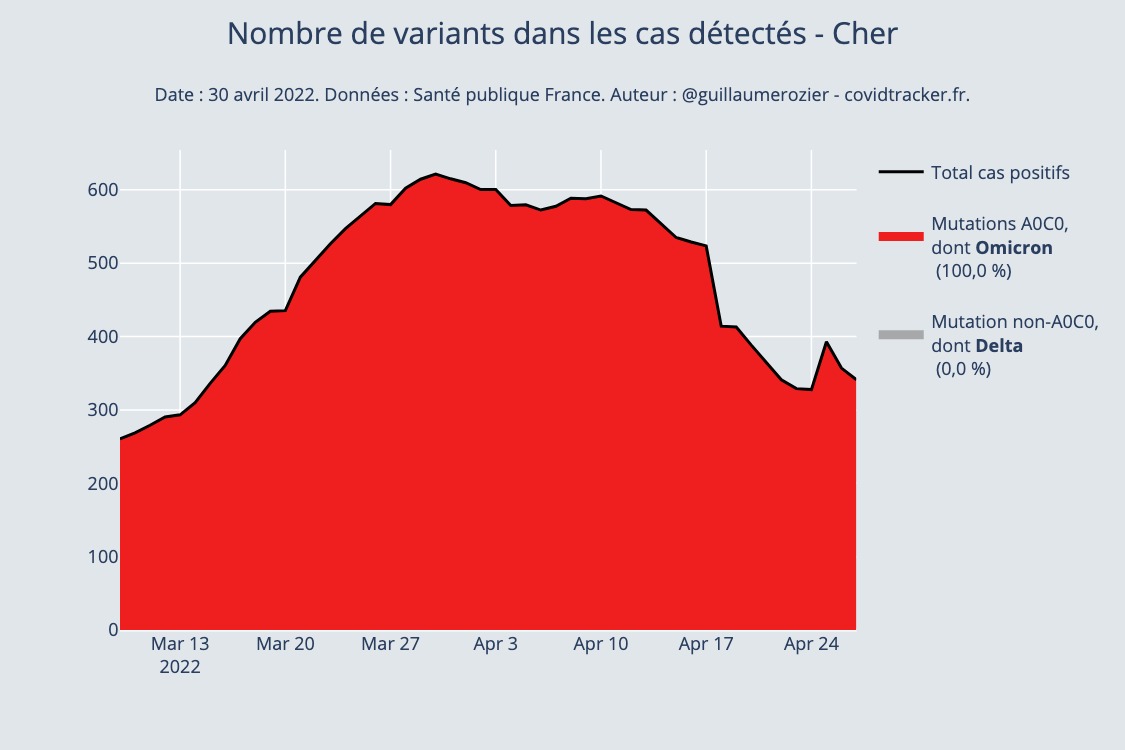 Nombre de variants dans les cas détectés - Cher
Date : 30 avril 2022. Données : Santé publique France. Auteur : @guillaumerozier - covidtracker.fr.
600
500
400
300
200
100
0
Mar 13
2022
Mar 20
Mar 27
Apr 3
Apr 10
Apr 17
Apr 24
Total cas positifs
Mutations A0C0,
dont Omicron
(100,0 %)
Mutation non-A0C0,
dont Delta
(0,0 %)